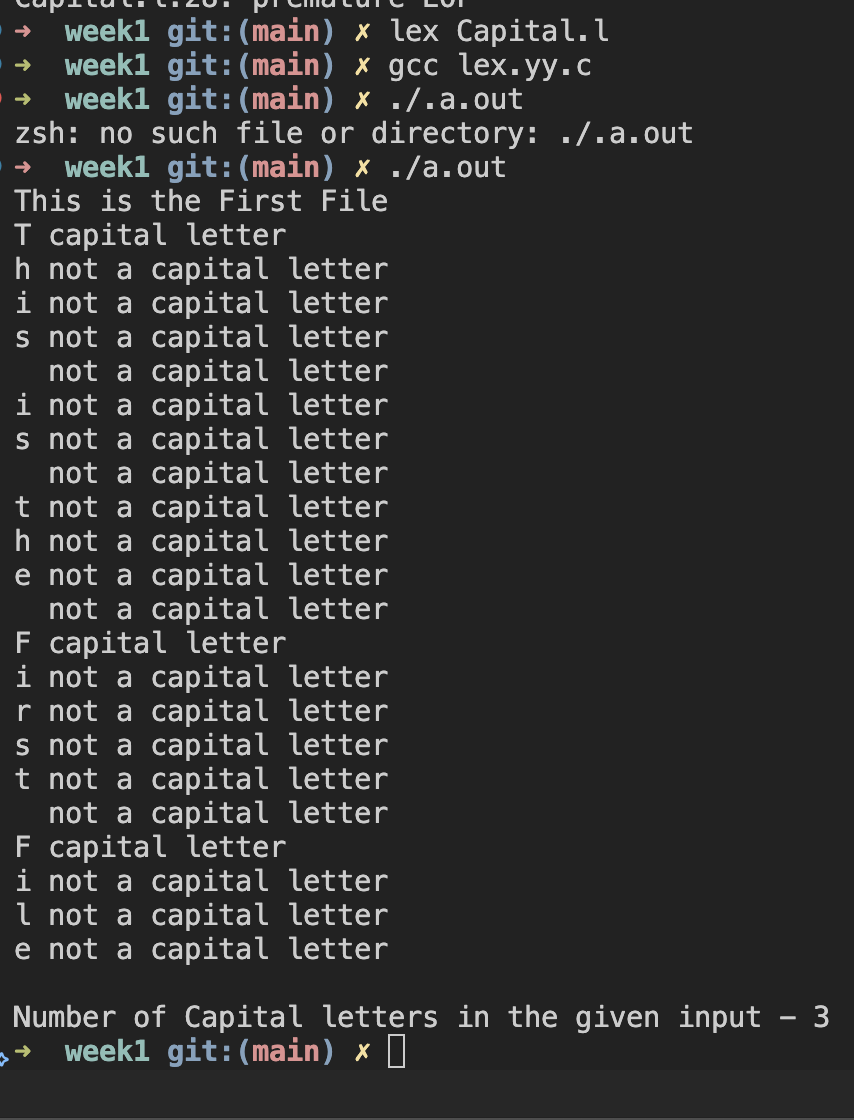 Capital.l:28: premature EOF
➜  week1 git:(main) ✗ lex Capital.l
➜  week1 git:(main) ✗ gcc lex.yy.c
➜  week1 git:(main) ✗ ./.a.out
zsh: no such file or directory: ./.a.out
➜  week1 git:(main) ✗ ./a.out
This is the First File
T capital letter
h not a capital letter
i not a capital letter
s not a capital letter
  not a capital letter
i not a capital letter
s not a capital letter
  not a capital letter
t not a capital letter
h not a capital letter
e not a capital letter
  not a capital letter
F capital letter
i not a capital letter
r not a capital letter
s not a capital letter
t not a capital letter
  not a capital letter
F capital letter
i not a capital letter
l not a capital letter
e not a capital letter
Number of Capital letters in the given input – 3
➜  week1 git:(main) ✗